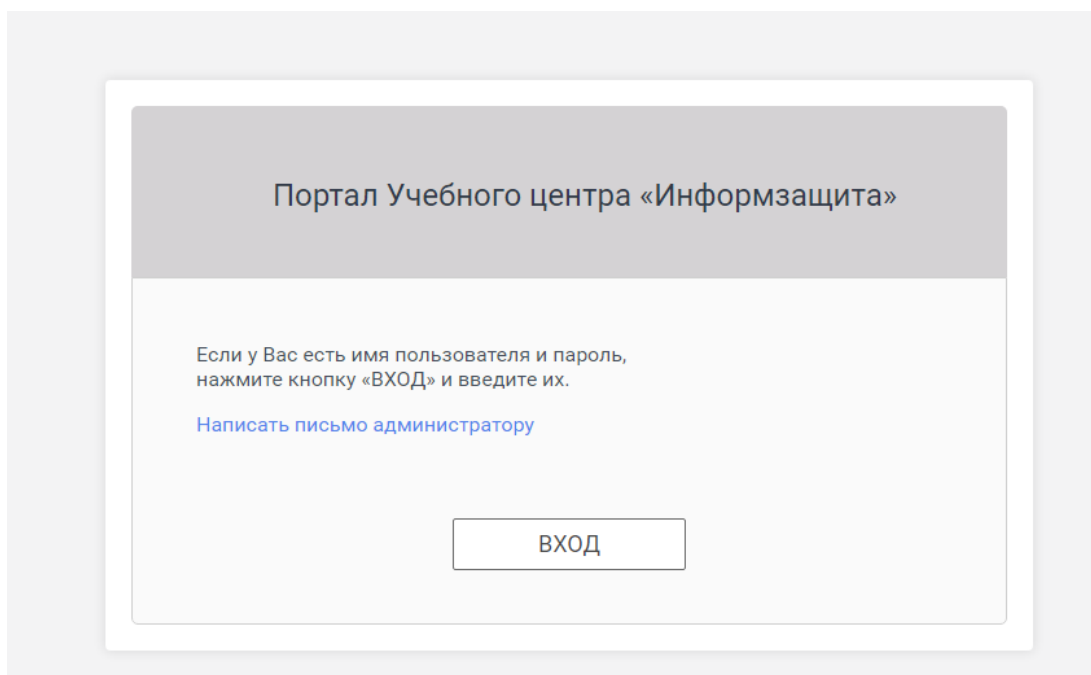 Портал Учебного центра «Информзащита»
Если у Вас есть имя пользователя и пароль,
нажмите кнопку «ВХОД» и введите их.
Написать письмо администратору
ВХОД